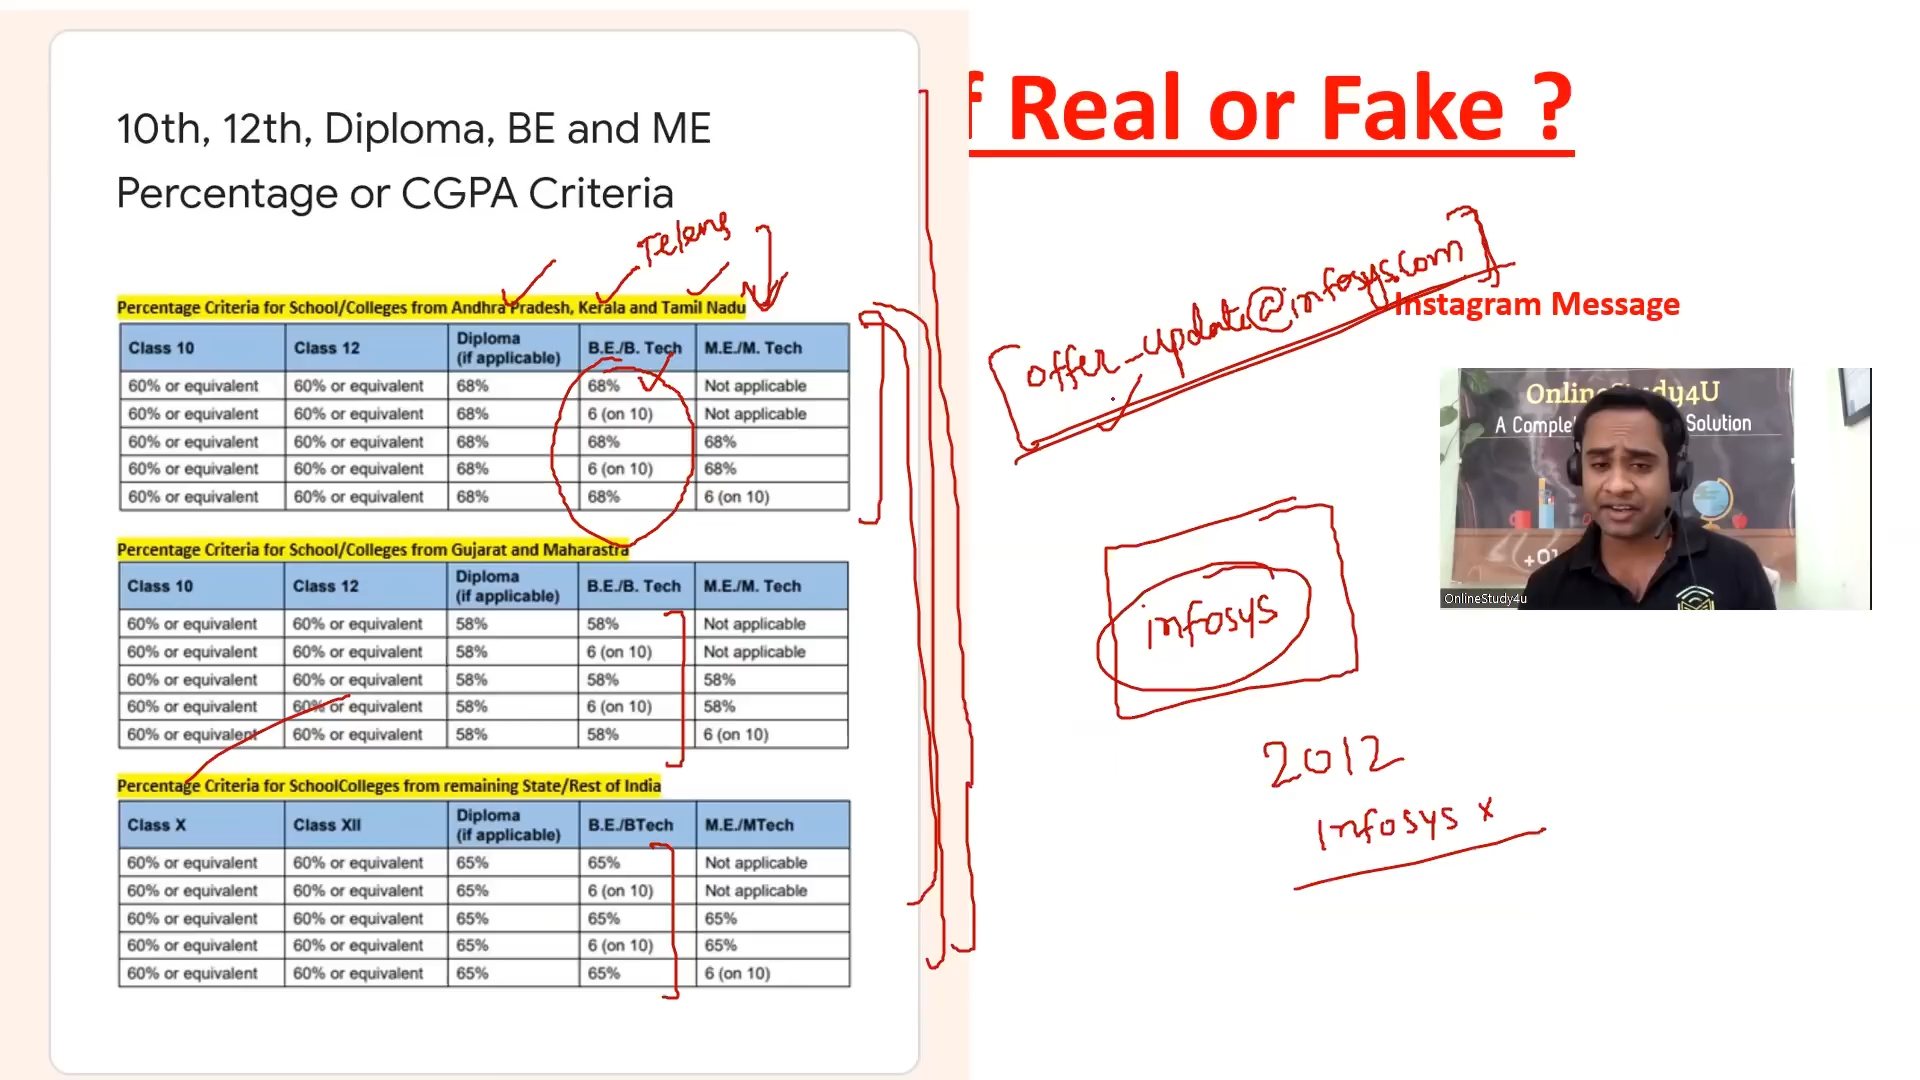 f Real or Fake ?
10th, 12th, Diploma, BE and ME
Percentage or CGPA Criteria
Percentage Criteria for School/Colleges from Andhra Pradesh, Kerala and Tamil Nadu
Class 10 Class 12 Diploma (if applicable) B.E./B. Tech M.E./M. Tech
60% or equivalent 60% or equivalent 68% 68% Not applicable
60% or equivalent 60% or equivalent 68% 6 (on 10) Not applicable
60% or equivalent 60% or equivalent 68% 68% 68%
60% or equivalent 60% or equivalent 68% 6 (on 10) 68%
60% or equivalent 60% or equivalent 68% 68% 6 (on 10)
Percentage Criteria for School/Colleges from Gujarat and Maharastra
Class 10 Class 12 Diploma (if applicable) B.E./B. Tech M.E./M. Tech
60% or equivalent 60% or equivalent 58% 58% Not applicable
60% or equivalent 60% or equivalent 58% 6 (on 10) Not applicable
60% or equivalent 60% or equivalent 58% 58% 58%
60% or equivalent 60% or equivalent 58% 6 (on 10) 58%
60% or equivalent 60% or equivalent 58% 58% 6 (on 10)
Percentage Criteria for SchoolColleges from remaining State/Rest of India
Class X Class XII Diploma (if applicable) B.E./BTech M.E./MTech
60% or equivalent 60% or equivalent 65% 65% Not applicable
60% or equivalent 60% or equivalent 65% 6 (on 10) Not applicable
60% or equivalent 60% or equivalent 65% 65% 65%
60% or equivalent 60% or equivalent 65% 6 (on 10) 65%
60% or equivalent 60% or equivalent 65% 65% 6 (on 10)
offer_update@infosys.com
Instagram Message
A Comple Solution
OnlineStudy4u
infosys
2012
Infosys x